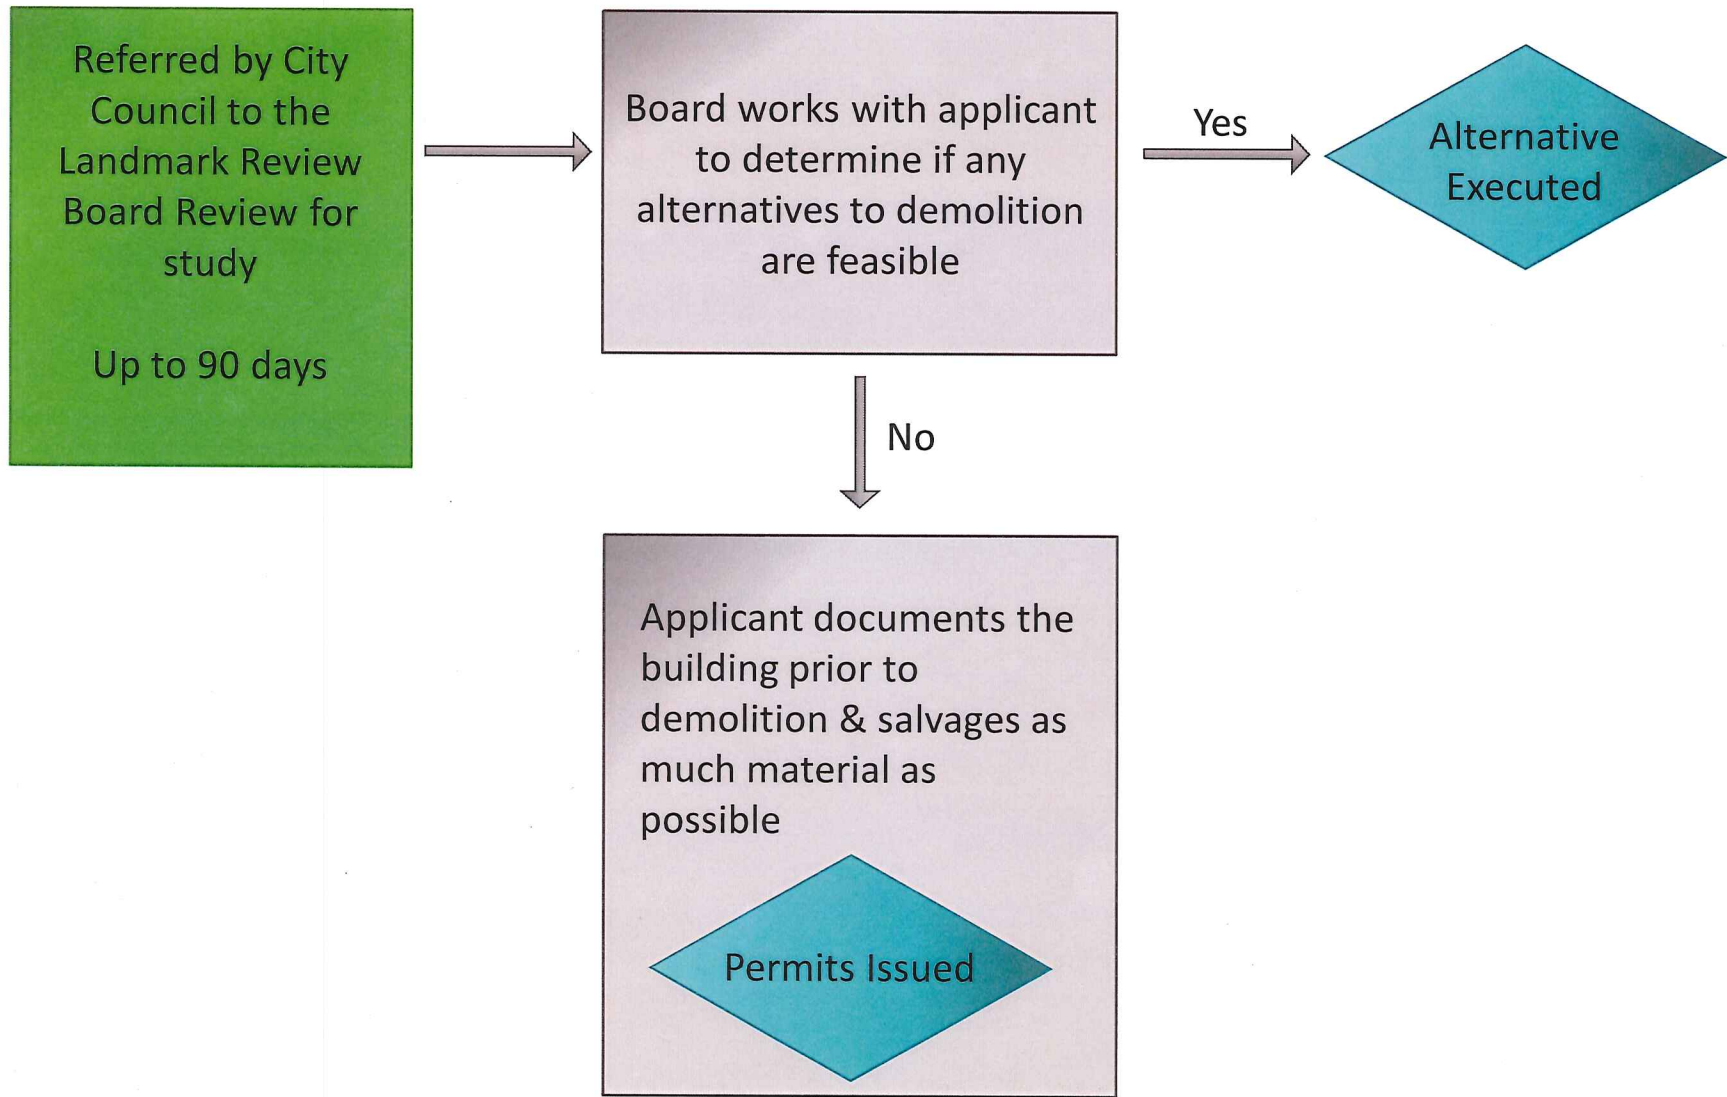 Referred by City
Council to the
Landmark Review
Board Review for
study
Up to 90 days
Board works with applicant
to determine if any
alternatives to demolition
are feasible
Yes
Alternative
Executed
No
Applicant documents the
building prior to
demolition & salvages as
much material as
possible
Permits Issued